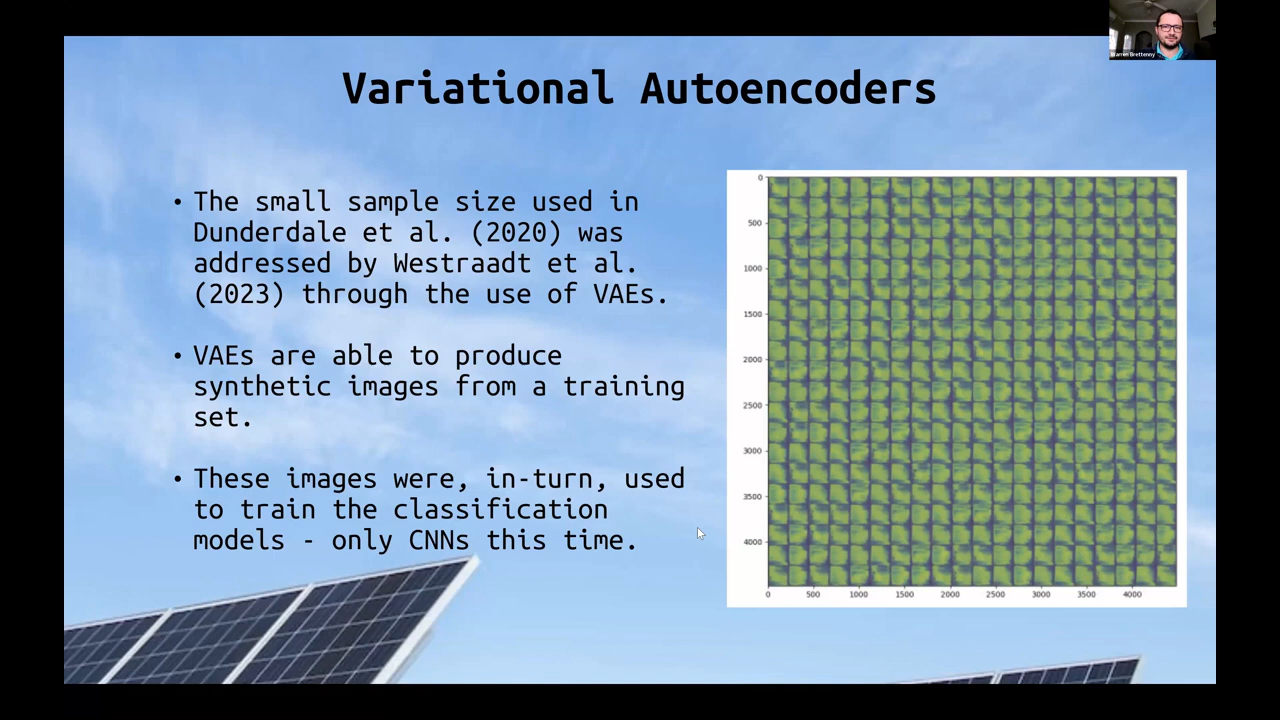 Warren Brettenny
Variational Autoencoders
• The small sample size used in
Dunderdale et al. (2020) was
addressed by Westraadt et al.
(2023) through the use of VAEs.
• VAEs are able to produce
synthetic images from a training
set.
• These images were, in-turn, used
to train the classification
models - only CNNs this time.
0
500
1000
1500
2000
2500
3000
3500
4000
0 500 1000 1500 2000 2500 3000 3500 4000